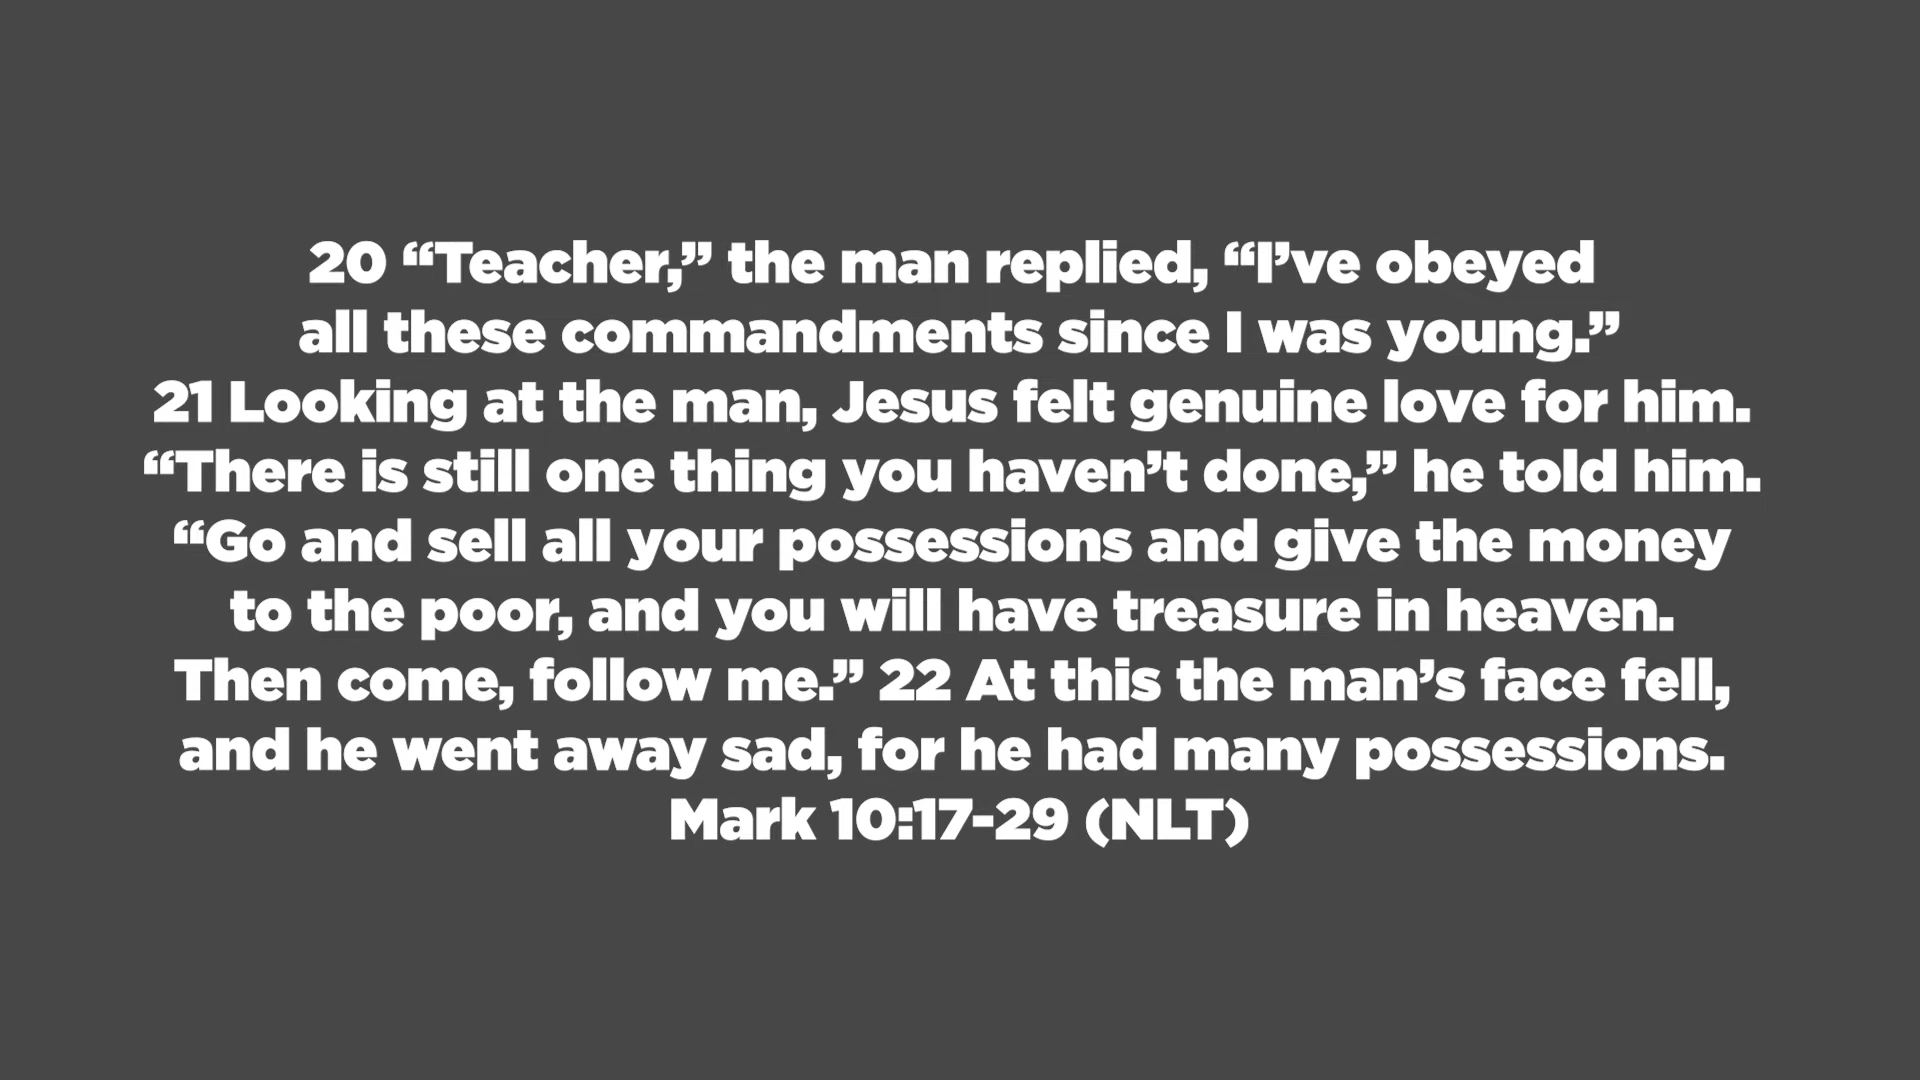 20 “Teacher,” the man replied, “I’ve obeyed
all these commandments since I was young.”
21 Looking at the man, Jesus felt genuine love for him.
“There is still one thing you haven’t done,” he told him.
“Go and sell all your possessions and give the money
to the poor, and you will have treasure in heaven.
Then come, follow me.” 22 At this the man’s face fell,
and he went away sad, for he had many possessions.
Mark 10:17-29 (NLT)